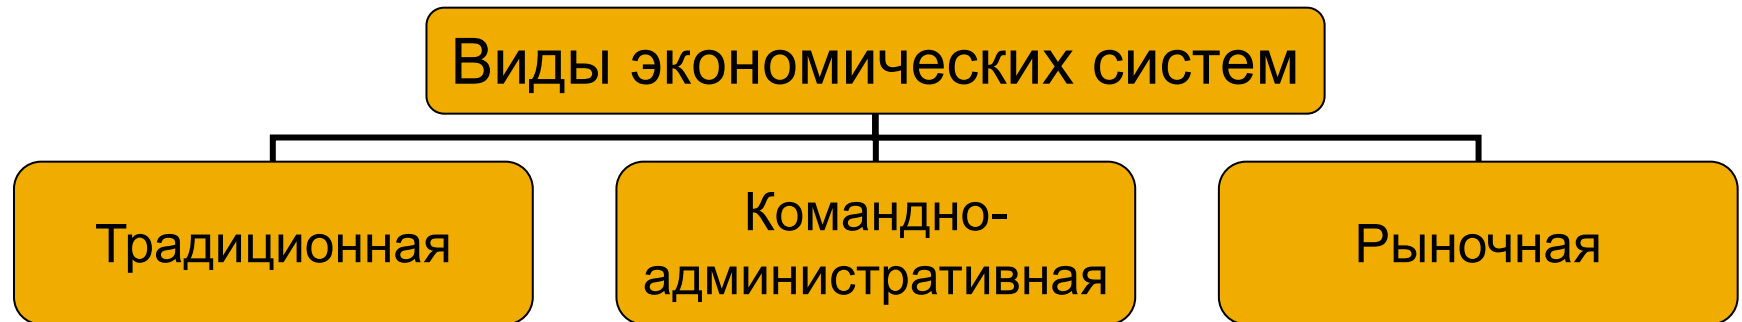 Виды экономических систем
Традиционная
Командно-
административная
Рыночная